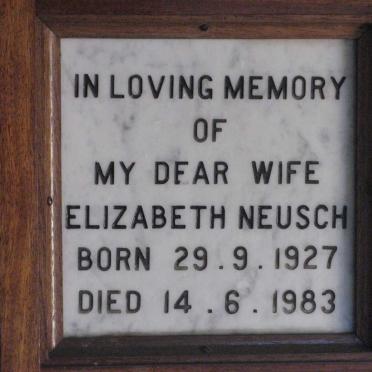 IN LOVING MEMORY
OF
MY DEAR WIFE
ELIZABETH NEUSCH
BORN 29.9.1927
DIED 14.6.1983